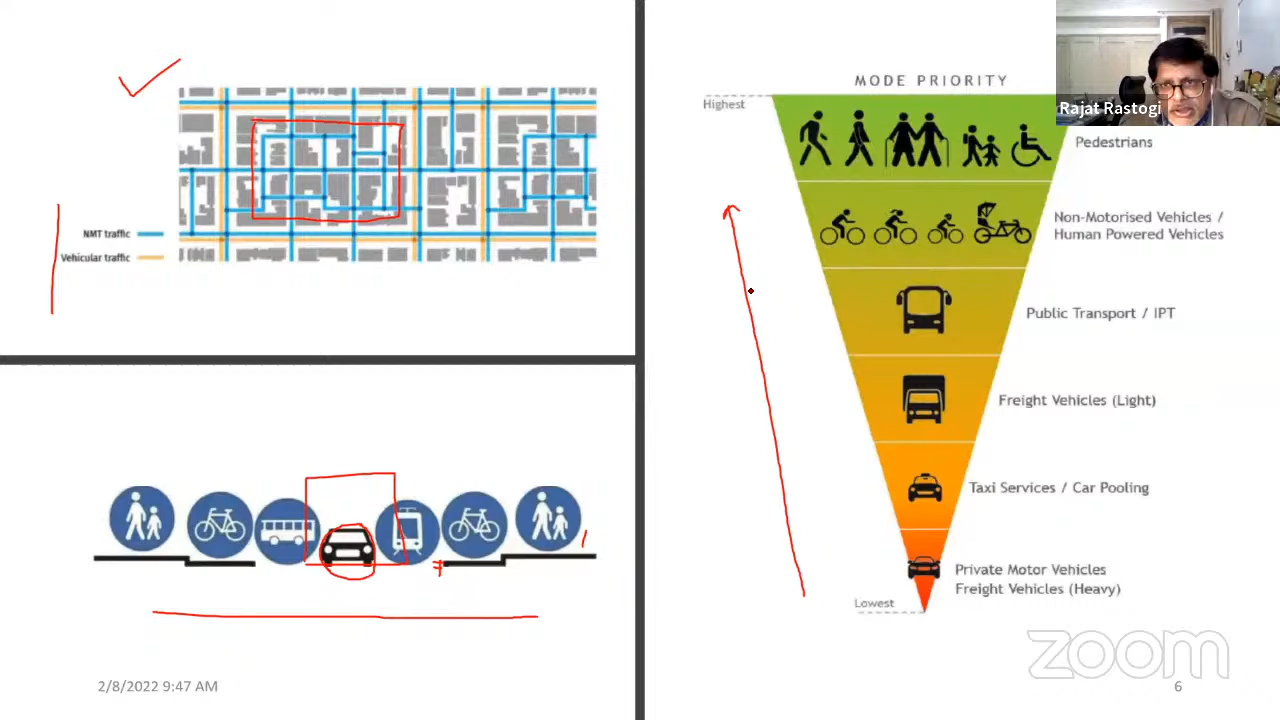 NMT traffic
Vehicular traffic
2/8/2022 9:47 AM
MODE PRIORITY
Highest
Pedestrians
Non-Motorised Vehicles /
Human Powered Vehicles
Public Transport / IPT
Freight Vehicles (Light)
Taxi Services / Car Pooling
Private Motor Vehicles
Freight Vehicles (Heavy)
Lowest
Rajat Rastogi
zoom
6